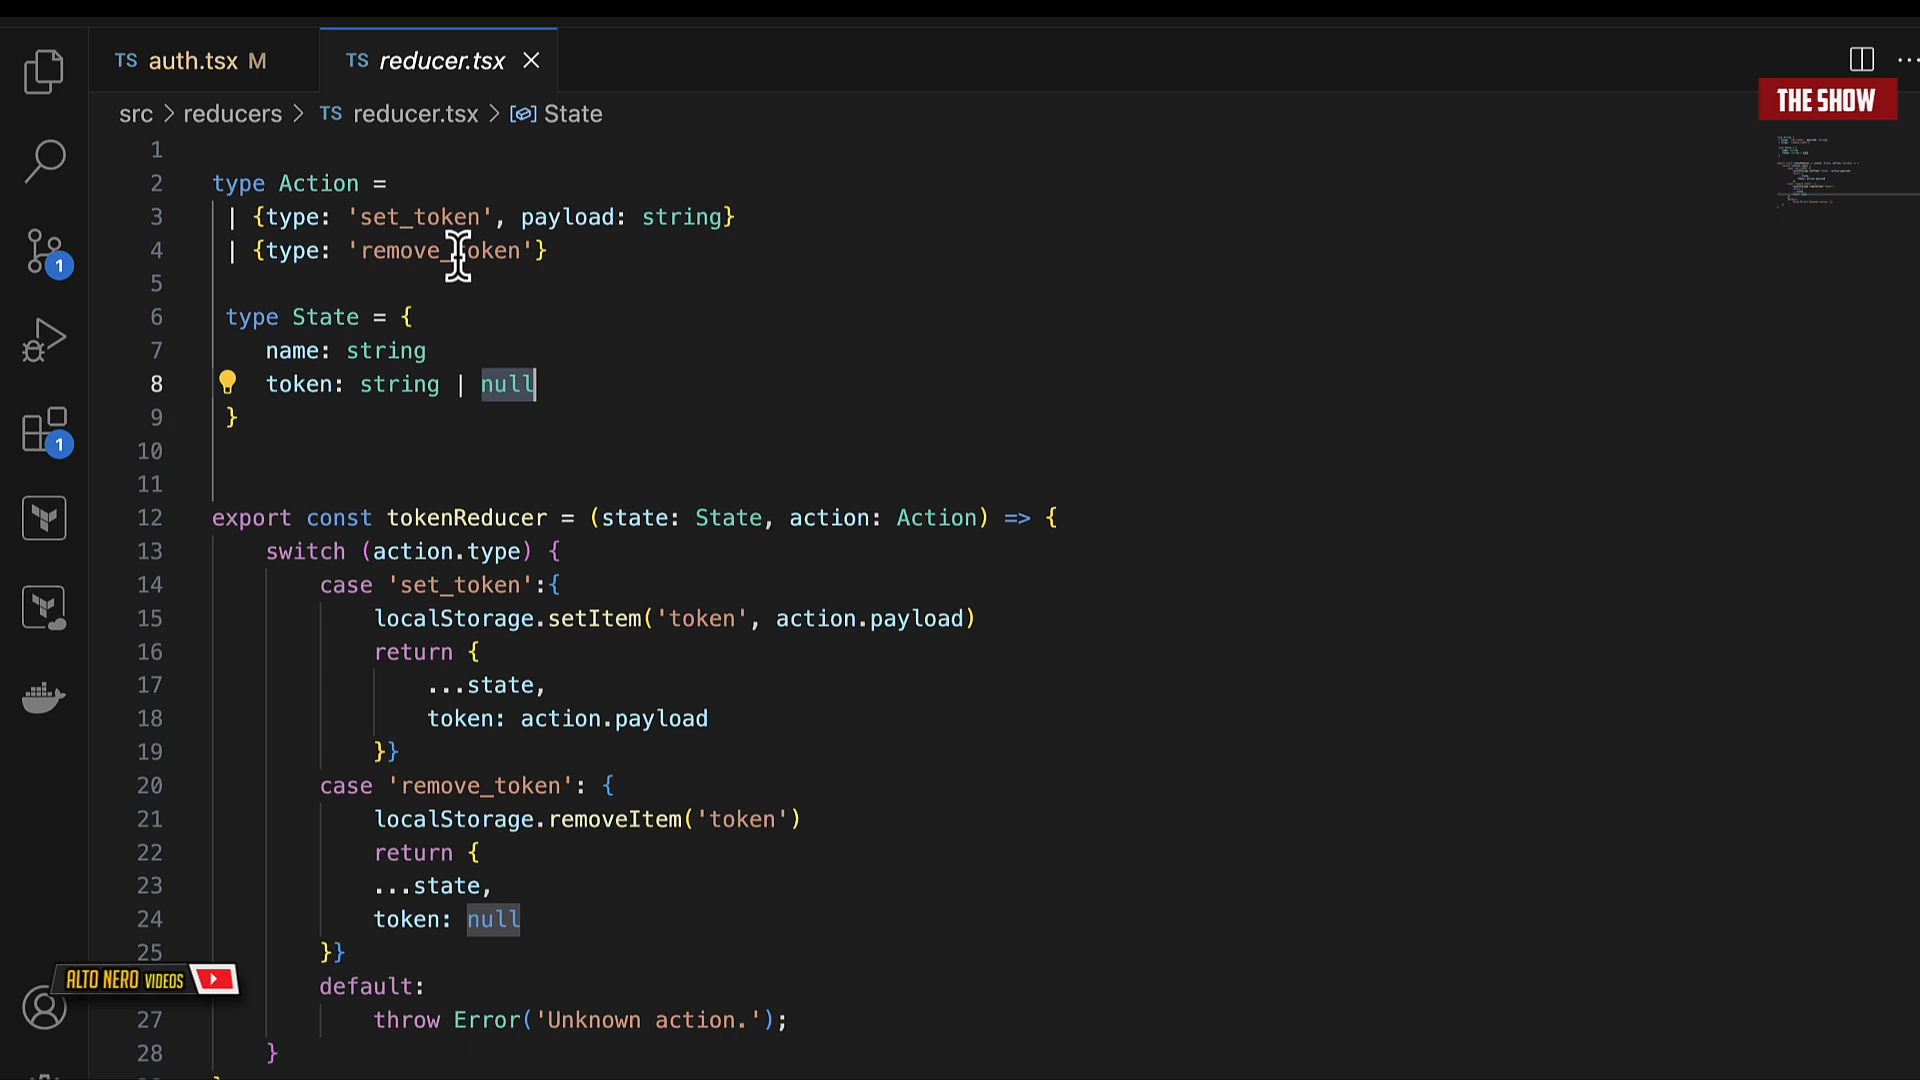 TS auth.tsx M
TS reducer.tsx
THE SHOW
src > reducers > TS reducer.tsx > State
1
2 type Action =
3 | {type: 'set_token', payload: string}
4 | {type: 'remove_token'}
5
6 type State = {
7 name: string
8 token: string | null
9 }
10
11
12 export const tokenReducer = (state: State, action: Action) => {
13 switch (action.type) {
14 case 'set_token':{
15 localStorage.setItem('token', action.payload)
16 return {
17 ...state,
18 token: action.payload
19 }}
20 case 'remove_token': {
21 localStorage.removeItem('token')
22 return {
23 ...state,
24 token: null
25 }}
default:
27 throw Error('Unknown action.');
28 }
1
1
ALTO NERO VIDEOS